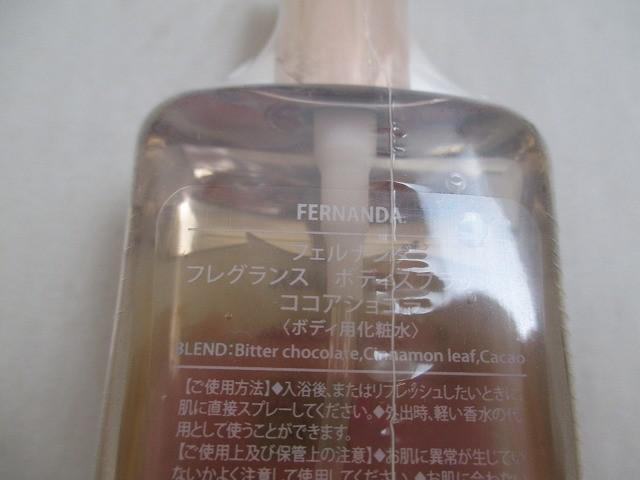 FERNANDA
フェルナンダ
フレグランス ボディスプラッシュ
ココアショコラ
〈ボディ用化粧水〉
BLEND:Bitter chocolate,Cinnamon leaf,Cacao
【ご使用方法】◆入浴後、またはリフレッシュしたいときに、
肌に直接スプレーしてください。◆外出時、軽い香水の代
用として使うことができます。
【ご使用上及び保管上の注意】◆お肌に異常が生じてい
ないかよく注意して使用してください。◆お肌に合わない